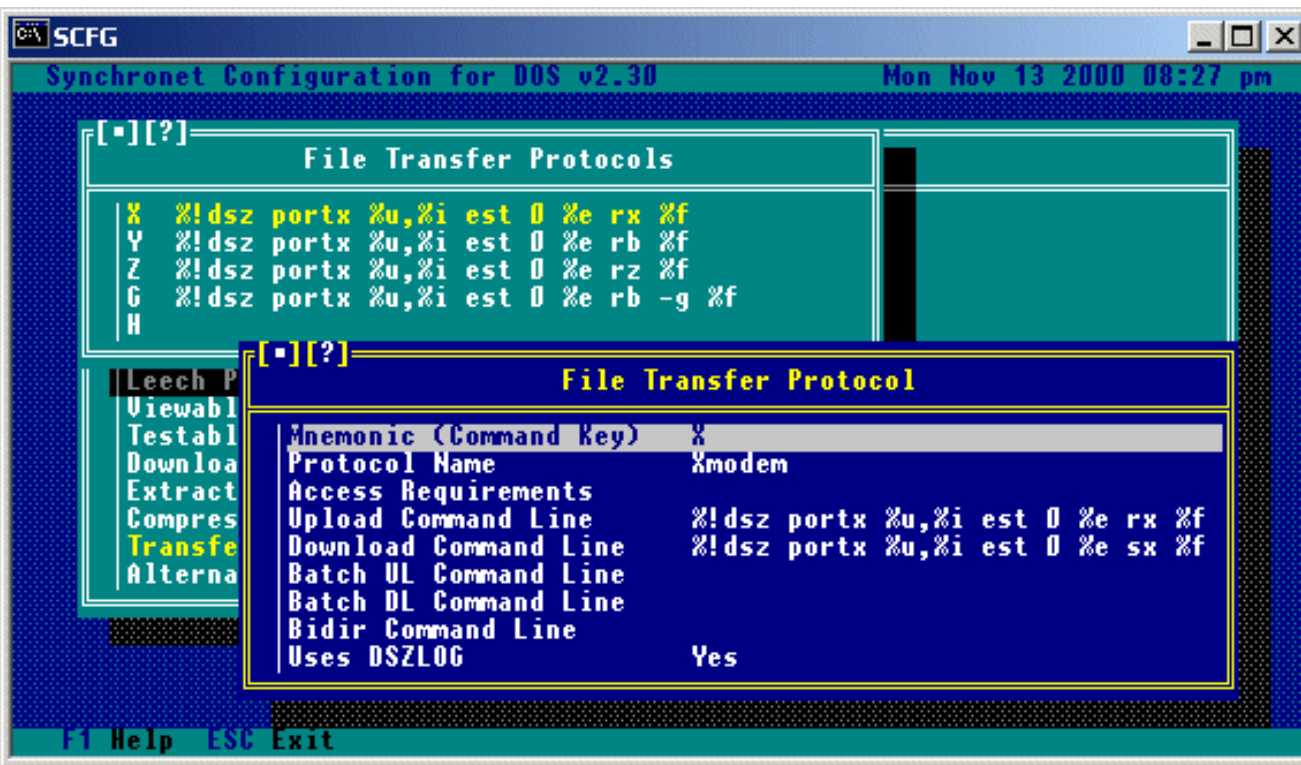 SCFG
Synchronet Configuration for DOS v2.30 Mon Nov 13 2000 08:27 pm
[▪][?]
File Transfer Protocols
X %!dsz portx %u,%i est 0 %e rx %f
Y %!dsz portx %u,%i est 0 %e rb %f
Z %!dsz portx %u,%i est 0 %e rz %f
G %!dsz portx %u,%i est 0 %e rb -g %f
H
Leech P
Viewabl
Testabl
Downloa
Extract
Compres
Transfe
Alterna
[▪][?]
File Transfer Protocol
Mnemonic (Command Key) X
Protocol Name Xmodem
Access Requirements
Upload Command Line %!dsz portx %u,%i est 0 %e rx %f
Download Command Line %!dsz portx %u,%i est 0 %e sx %f
Batch UL Command Line
Batch DL Command Line
Bidir Command Line
Uses DSZLOG Yes
F1 Help ESC Exit